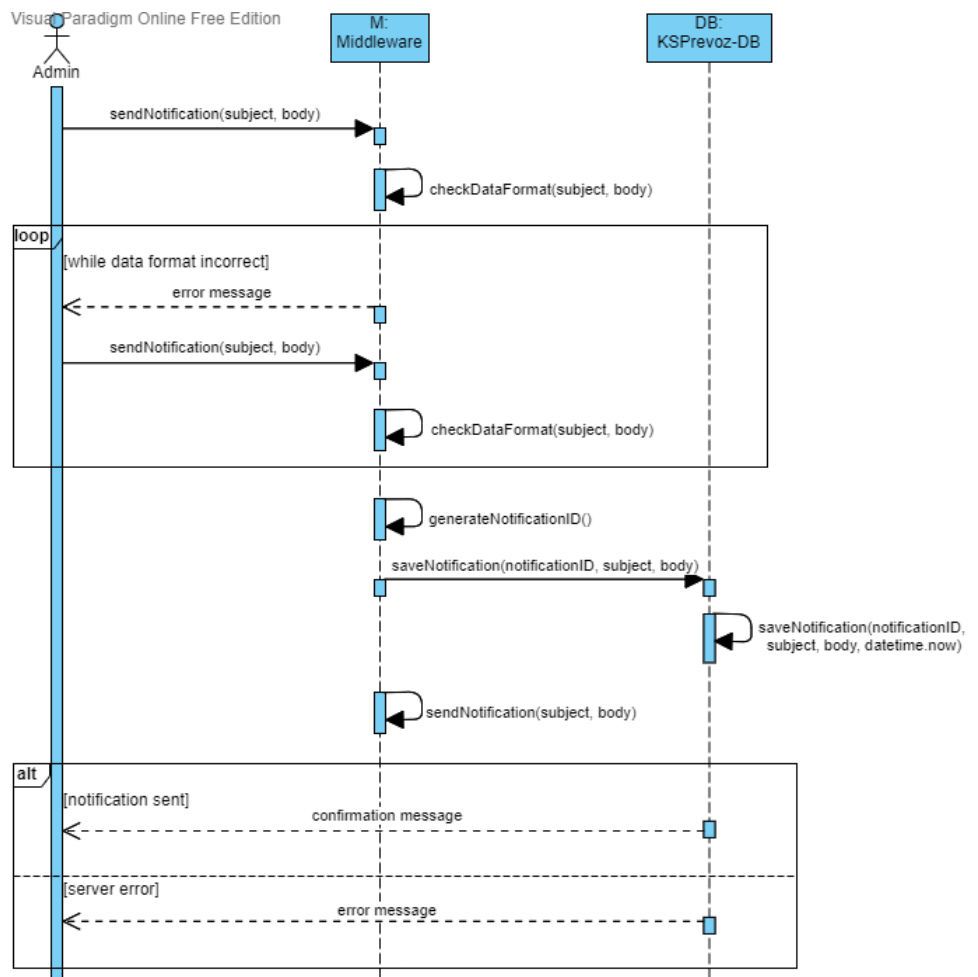 Visual Paradigm Online Free Edition
Admin
M:
Middleware
DB:
KSPrevoz-DB
sendNotification(subject, body)
checkDataFormat(subject, body)
loop
[while data format incorrect]
error message
sendNotification(subject, body)
checkDataFormat(subject, body)
generateNotificationID()
saveNotification(notificationID, subject, body)
saveNotification(notificationID,
subject, body, datetime.now)
sendNotification(subject, body)
alt
[notification sent]
confirmation message
[server error]
error message